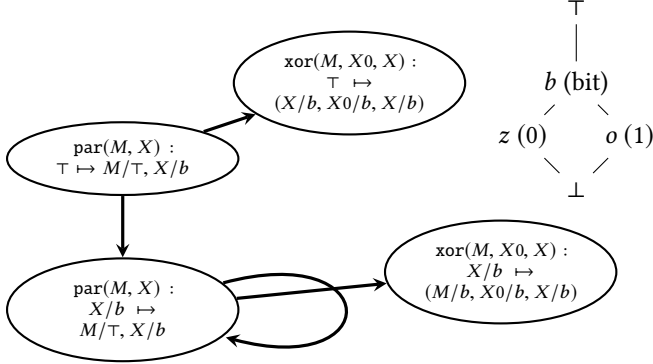 ⊤
xor(M, X0, X) :
⊤ ↦
(X/b, X0/b, X/b)
b (bit)
z (0) o (1)
⊥
par(M, X) :
⊤ ↦ M/⊤, X/b
par(M, X) :
X/b ↦
M/⊤, X/b
xor(M, X0, X) :
X/b ↦
(M/b, X0/b, X/b)